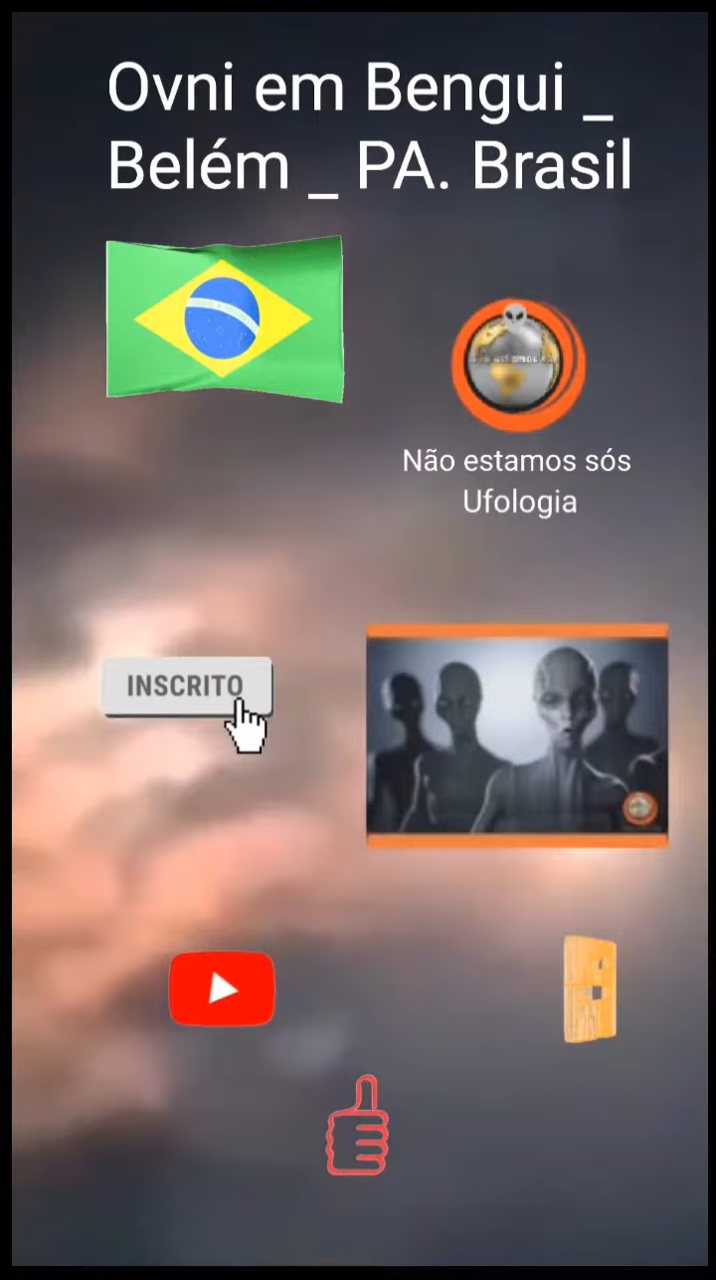 Ovni em Bengui _
Belém _ PA. Brasil
Não estamos sós
Ufologia
INSCRITO